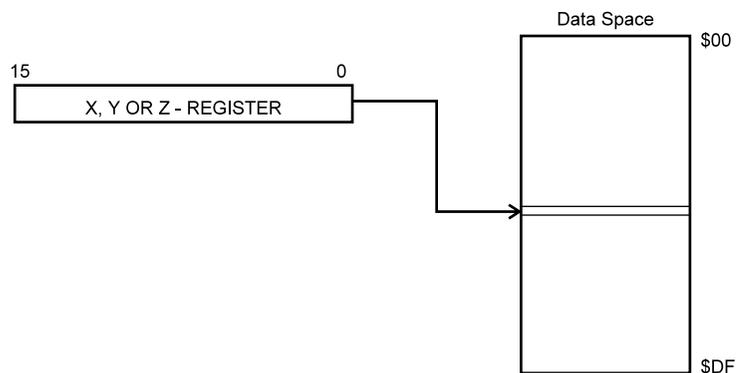 Data Space
$00
15 0
X, Y OR Z - REGISTER
$DF